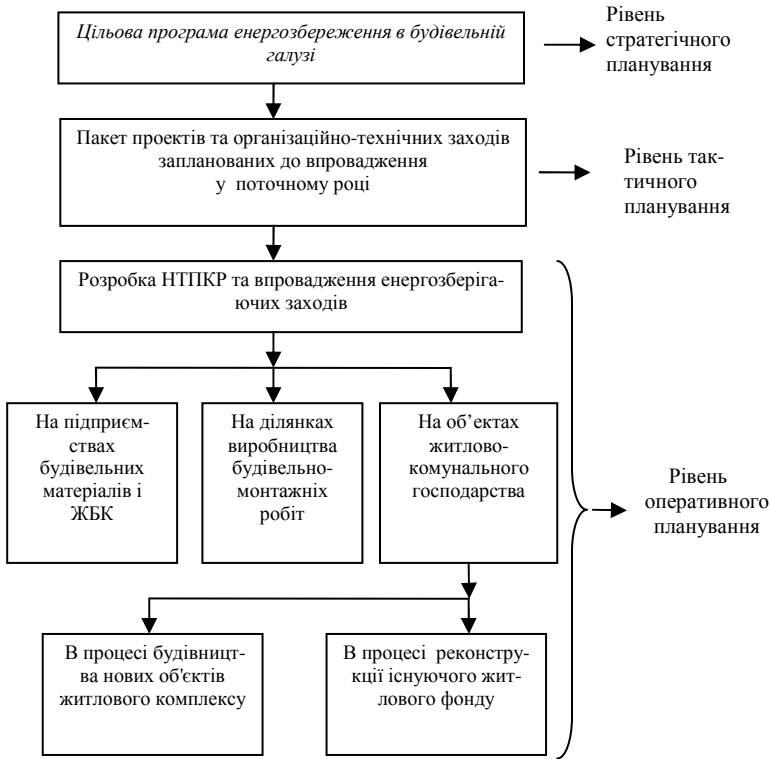 Цільова програма енергозбереження в будівельній
галузі
Рівень
стратегічного
планування
Пакет проектів та організаційно-технічних заходів
запланованих до впровадження
у поточному році
Рівень так-
тичного
планування
Розробка НТПКР та впровадження енергозберіга-
ючих заходів
На підприєм-
ствах
будівельних
матеріалів і
ЖБК
На ділянках
виробництва
будівельно-
монтажніх
робіт
На об’ектах
житлово-
комунального
господарства
Рівень
оперативного
планування
В процесі будівницт-
ва нових об'єктів
житлового комплексу
В процесі реконстру-
кції існуючого жит-
лового фонду